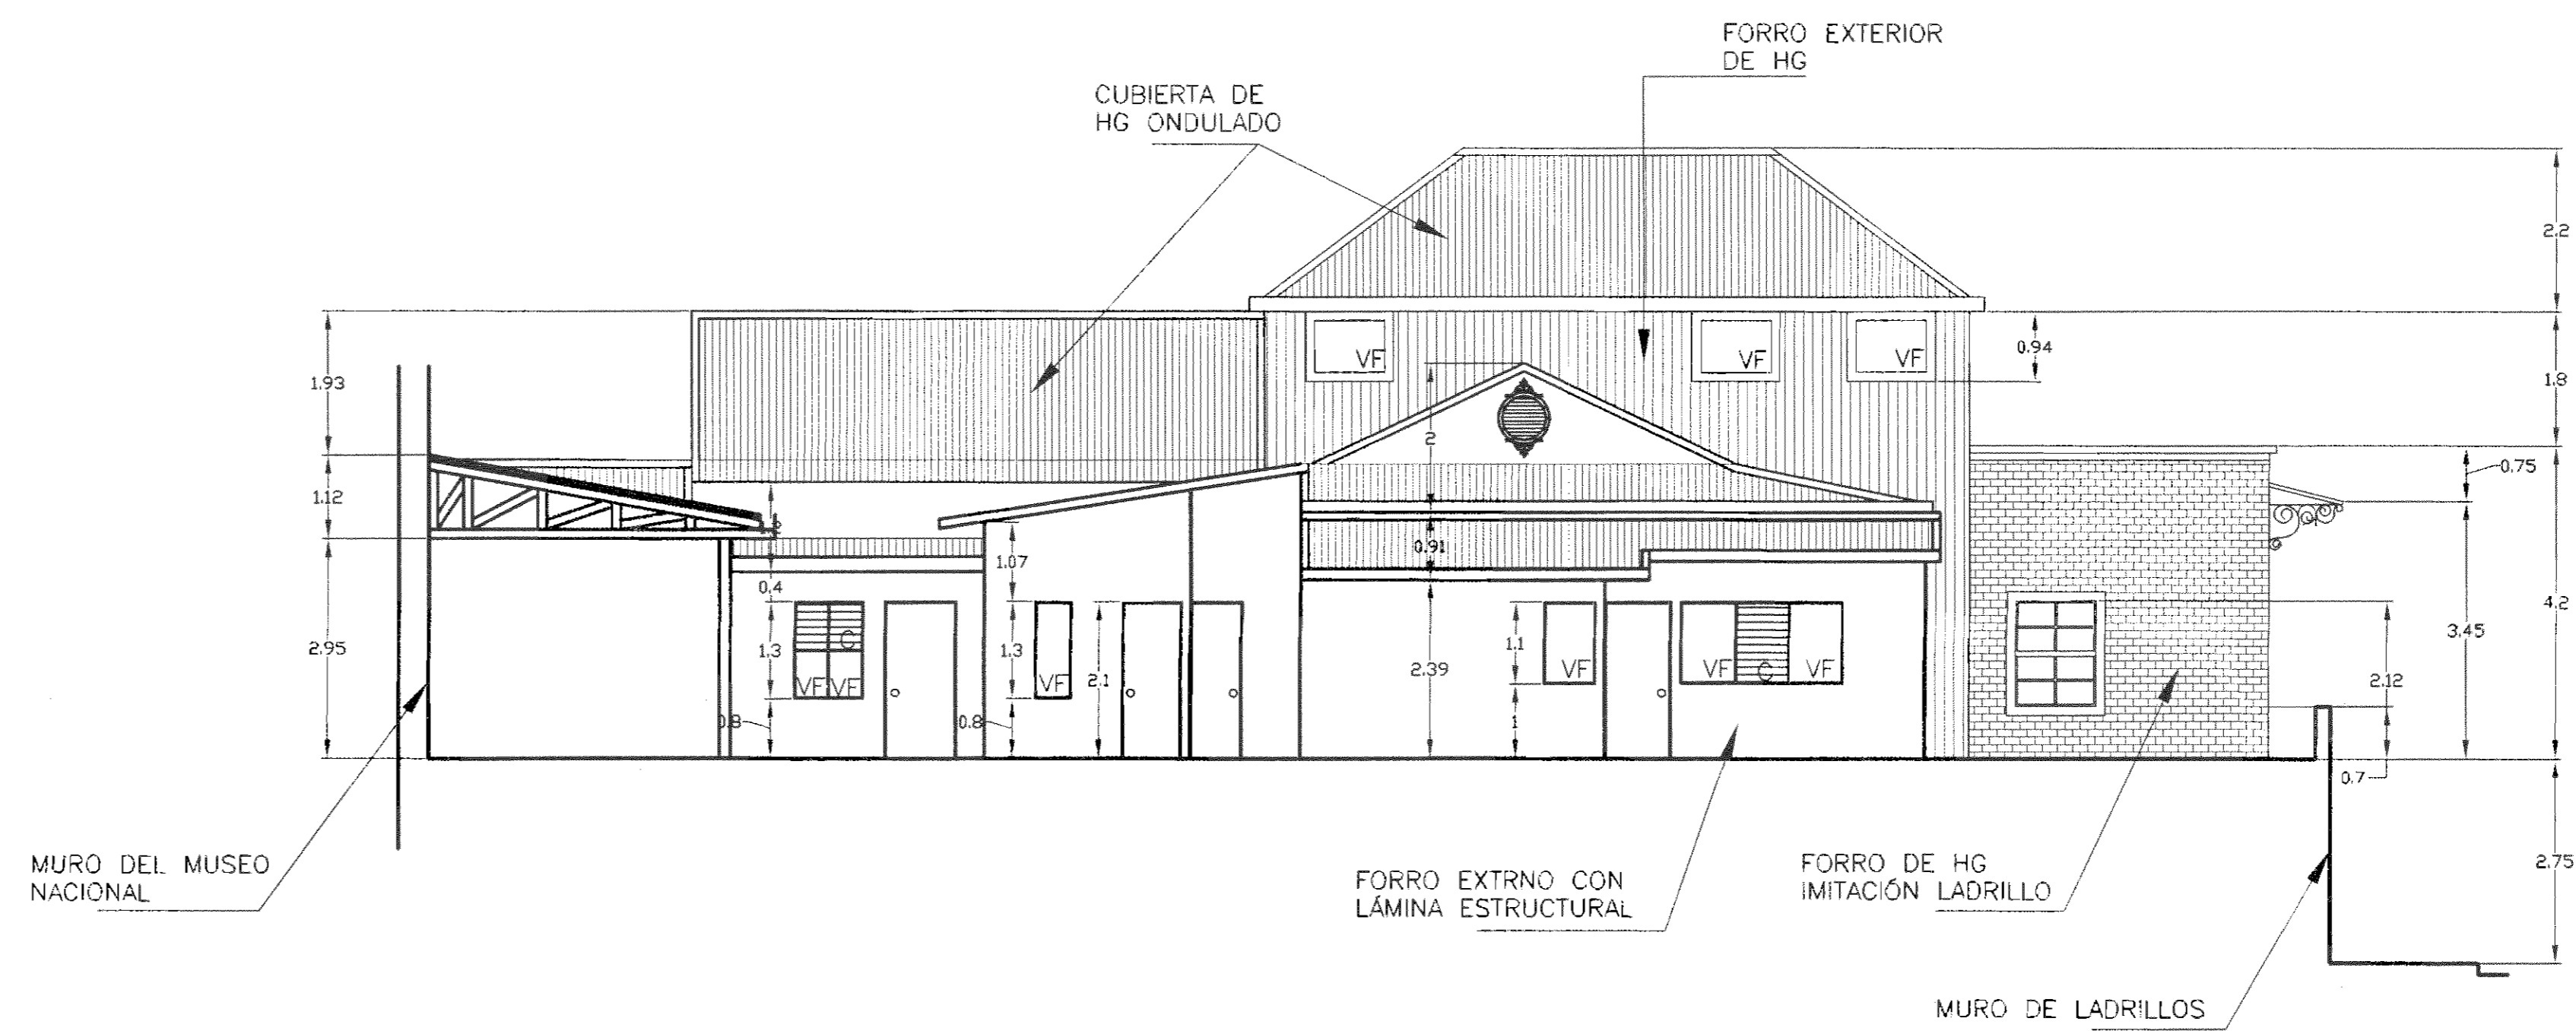 FORRO EXTERIOR
DE HG
CUBIERTA DE
HG ONDULADO
2.2
VF
VF
VF
0.94
1.93
1.8
2
0.75
1.12
0.91
1.07
0.4
4.2
3.45
1.3
C
1.3
1.1
2.95
2.39
VF
VF
VF
2.1
VF
VF
C
VF
2.12
0.8
0.8
1
0.7
MURO DEL MUSEO
NACIONAL
FORRO EXTRNO CON
LÁMINA ESTRUCTURAL
FORRO DE HG
IMITACIÓN LADRILLO
2.75
MURO DE LADRILLOS